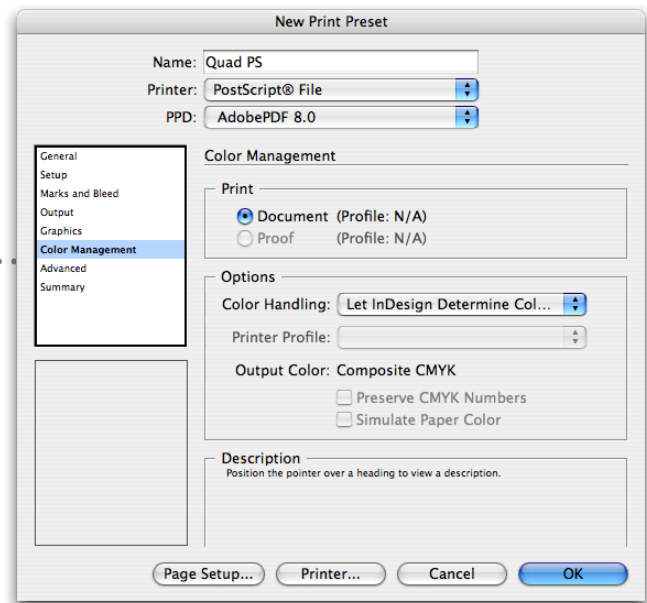 New Print Preset
Name: Quad PS
Printer: PostScript® File
PPD: AdobePDF 8.0
General
Setup
Marks and Bleed
Output
Graphics
Color Management
Advanced
Summary
Color Management
Print
Document (Profile: N/A)
Proof (Profile: N/A)
Options
Color Handling: Let InDesign Determine Col...
Printer Profile:
Output Color: Composite CMYK
Preserve CMYK Numbers
Simulate Paper Color
Description
Position the pointer over a heading to view a description.
Page Setup... Printer... Cancel OK